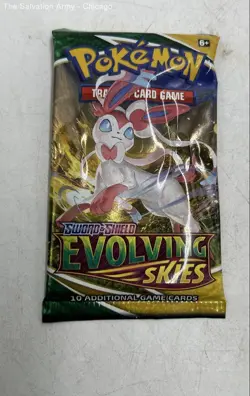 The Salvation Army - Chicago
6+
POKÉMON
TRADING CARD GAME
SWORD & SHIELD
EVOLVING
SKIES
10 ADDITIONAL GAME CARDS